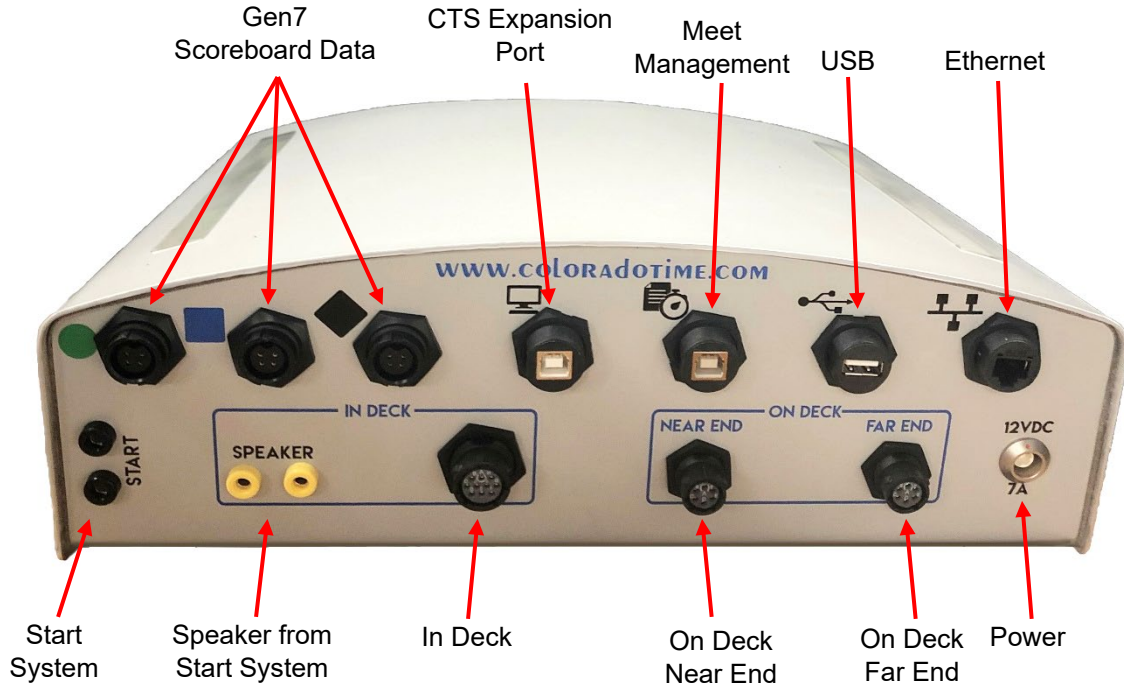 Gen7
Scoreboard Data
CTS Expansion
Port
Meet
Management
USB
Ethernet
WWW.COLORADOTIME.COM
IN DECK
ON DECK
START
SPEAKER
NEAR END
FAR END
12VDC
7A
Start
System
Speaker from
Start System
In Deck
On Deck
Near End
On Deck
Far End
Power